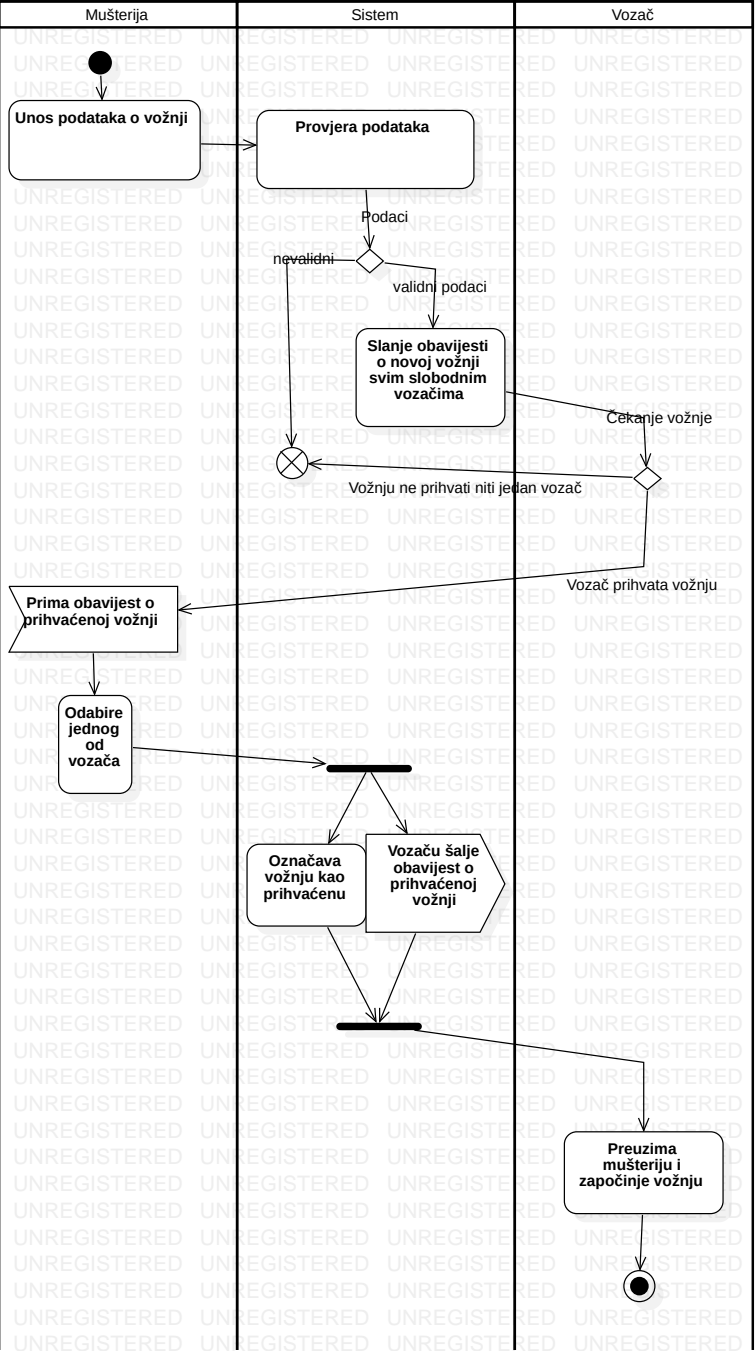 Mušterija
Sistem
Vozač
Unos podataka o vožnji
Provjera podataka
Podaci
nevalidni
validni podaci
Slanje obavijesti
o novoj vožnji
svim slobodnim
vozačima
Čekanje vožnje
Vožnju ne prihvati niti jedan vozač
Vozač prihvata vožnju
Prima obavijest o
prihvaćenoj vožnji
Odabire
jednog
od
vozača
Označava
vožnju kao
prihvaćenu
Vozaču šalje
obavijest o
prihvaćenoj
vožnji
Preuzima
mušteriju i
započinje vožnju
UNREGISTERED